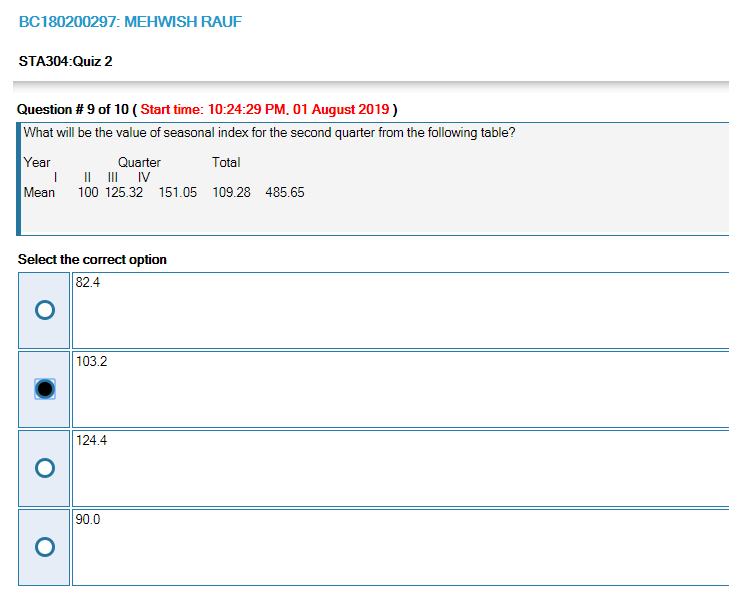 BC180200297: MEHWISH RAUF
STA304:Quiz 2
Question # 9 of 10 ( Start time: 10:24:29 PM, 01 August 2019 )
What will be the value of seasonal index for the second quarter from the following table?
Year Quarter Total
I II III IV
Mean 100 125.32 151.05 109.28 485.65
Select the correct option
82.4
103.2
124.4
90.0